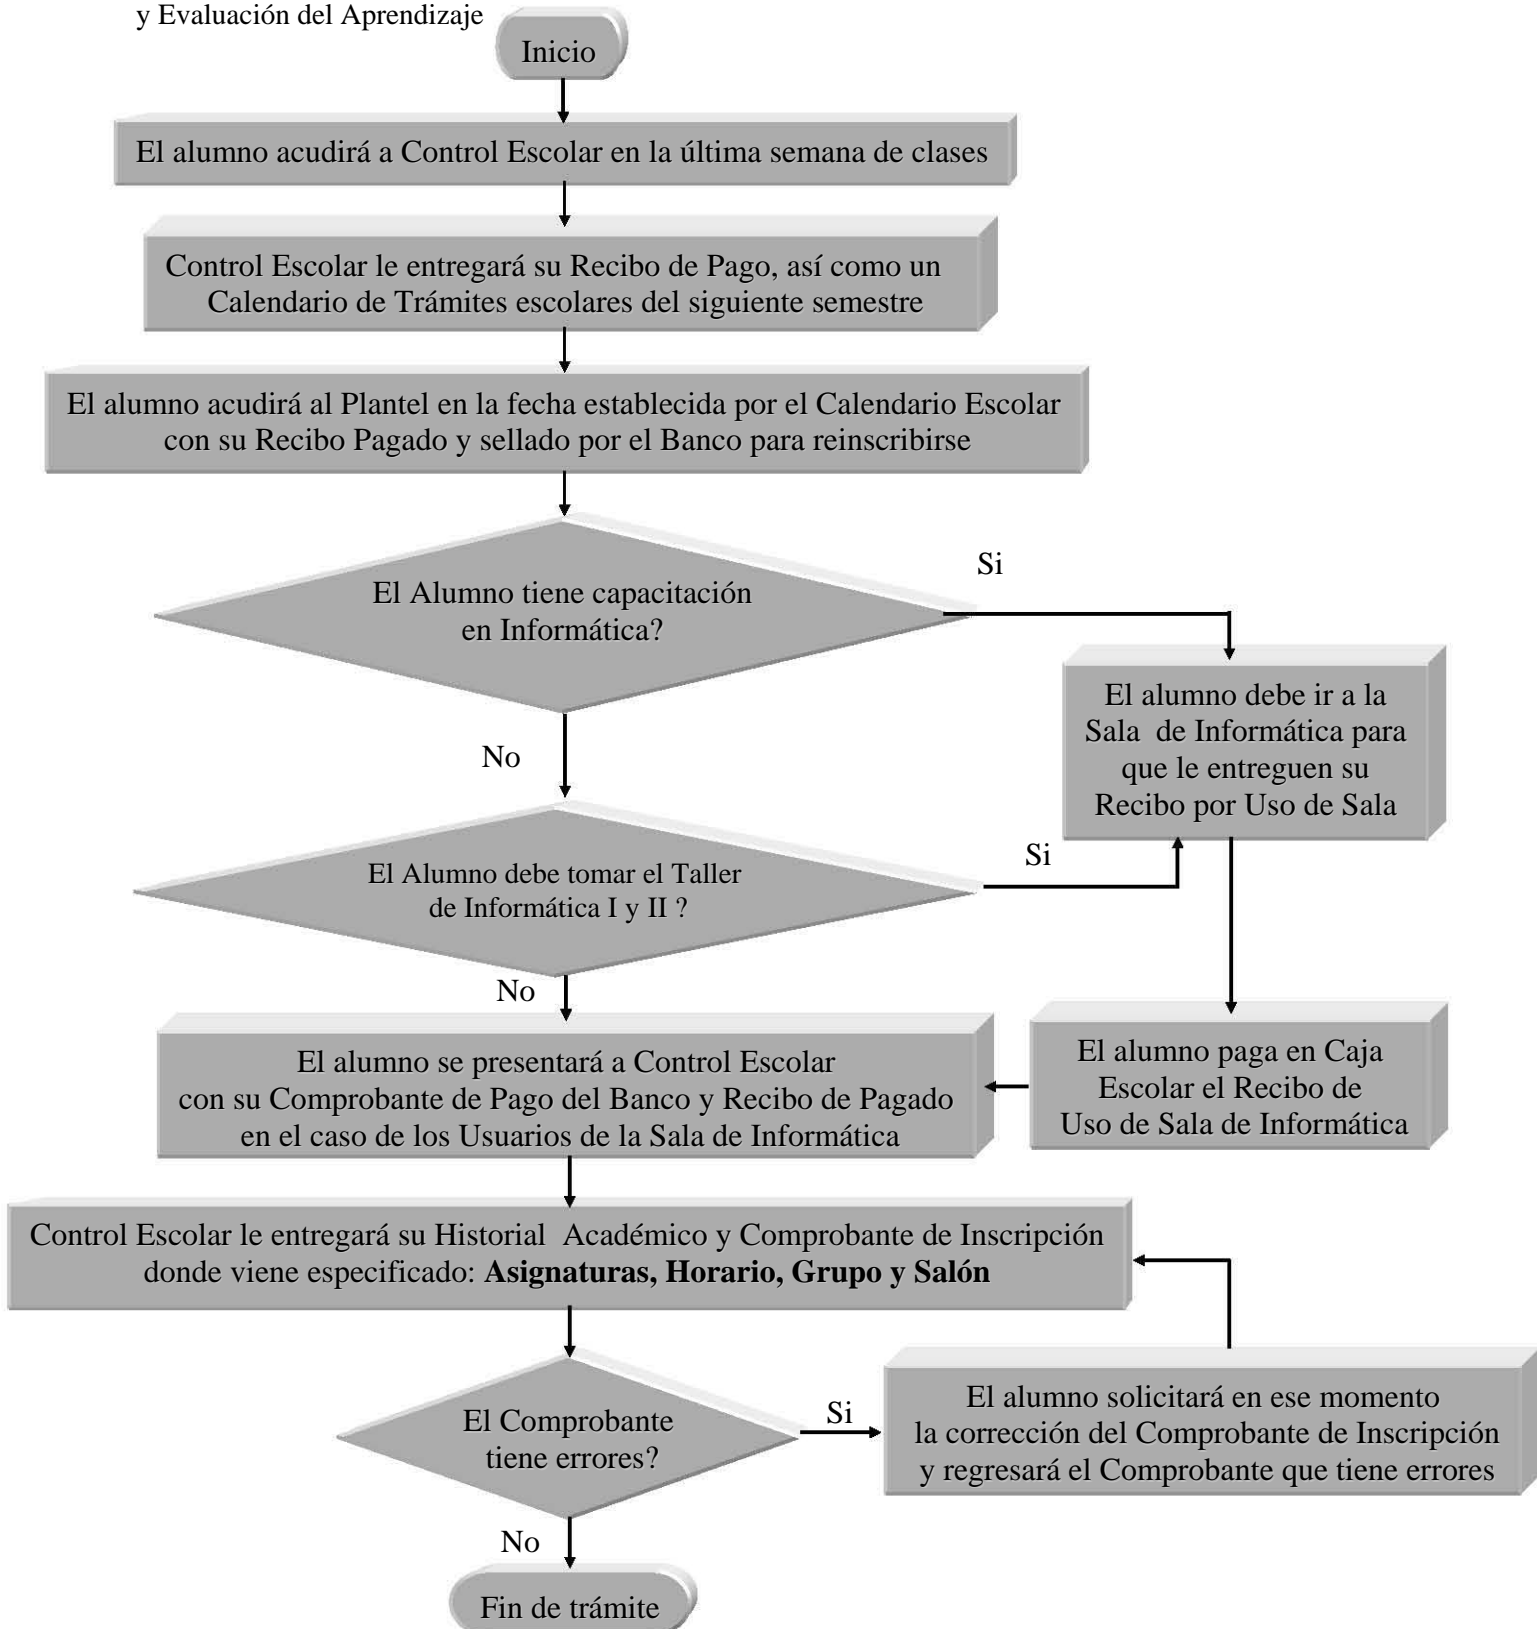 y Evaluación del Aprendizaje
Inicio
El alumno acudirá a Control Escolar en la última semana de clases
Control Escolar le entregará su Recibo de Pago, así como un
Calendario de Trámites escolares del siguiente semestre
El alumno acudirá al Plantel en la fecha establecida por el Calendario Escolar
con su Recibo Pagado y sellado por el Banco para reinscribirse
El Alumno tiene capacitación
en Informática?
Si
No
El alumno debe ir a la
Sala de Informática para
que le entreguen su
Recibo por Uso de Sala
El Alumno debe tomar el Taller
de Informática I y II ?
Si
No
El alumno paga en Caja
Escolar el Recibo de
Uso de Sala de Informática
El alumno se presentará a Control Escolar
con su Comprobante de Pago del Banco y Recibo de Pagado
en el caso de los Usuarios de la Sala de Informática
Control Escolar le entregará su Historial Académico y Comprobante de Inscripción
donde viene especificado: Asignaturas, Horario, Grupo y Salón
El Comprobante
tiene errores?
Si
El alumno solicitará en ese momento
la corrección del Comprobante de Inscripción
y regresará el Comprobante que tiene errores
No
Fin de trámite